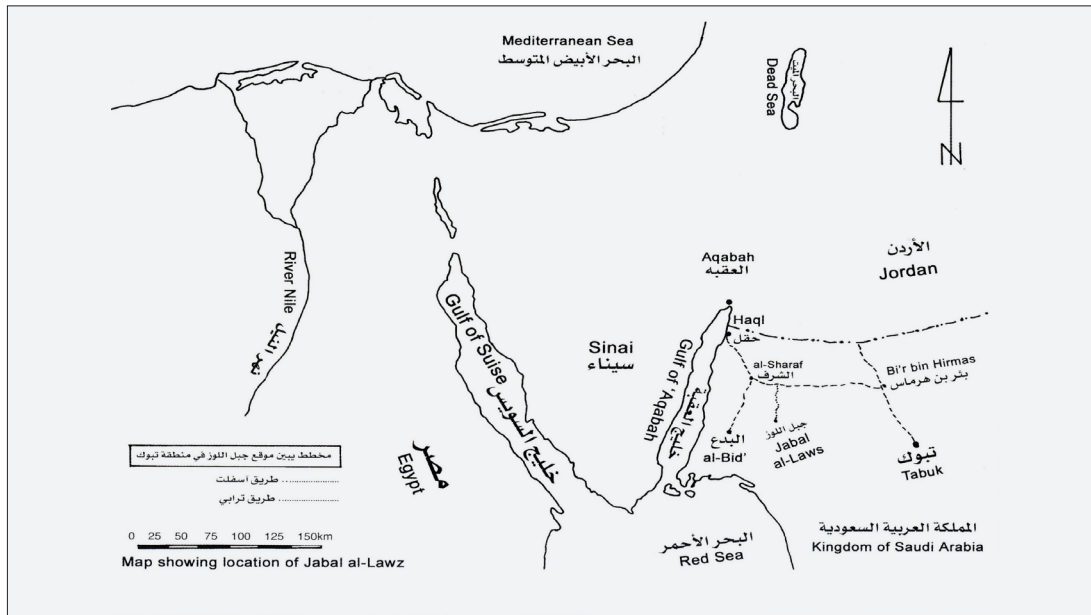 Mediterranean Sea
البحر الأبيض المتوسط
البحر الميت
Dead Sea
N
River Nile
نهر النيل
Gulf of Suise
خليج السويس
Sinai
سيناء
Aqabah
العقبه
الأردن
Jordan
Haql
حقل
Gulf of 'Aqabah
خليج العقبة
al-Sharaf
الشرف
Bi'r bin Hirmas
بئر بن هرماس
البدع
al-Bid'
جبل اللوز
Jabal
al-Laws
تبوك
Tabuk
مصر
Egypt
مخطط يبين موقع جبل اللوز في منطقة تبوك
طريق أسفلت
طريق ترابي
0 25 50 75 100 125 150km
Map showing location of Jabal al-Lawz
البحر الأحمر
Red Sea
المملكة العربية السعودية
Kingdom of Saudi Arabia